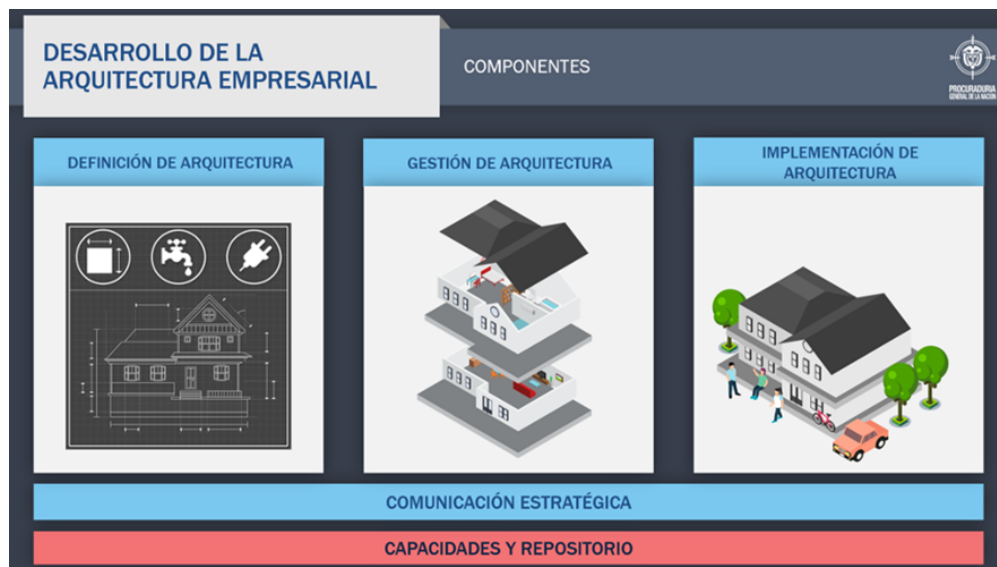 DESARROLLO DE LA
ARQUITECTURA EMPRESARIAL
COMPONENTES
PROCURADURIA
GENERAL DE LA NACION
DEFINICIÓN DE ARQUITECTURA
GESTIÓN DE ARQUITECTURA
IMPLEMENTACIÓN DE
ARQUITECTURA
COMUNICACIÓN ESTRATÉGICA
CAPACIDADES Y REPOSITORIO